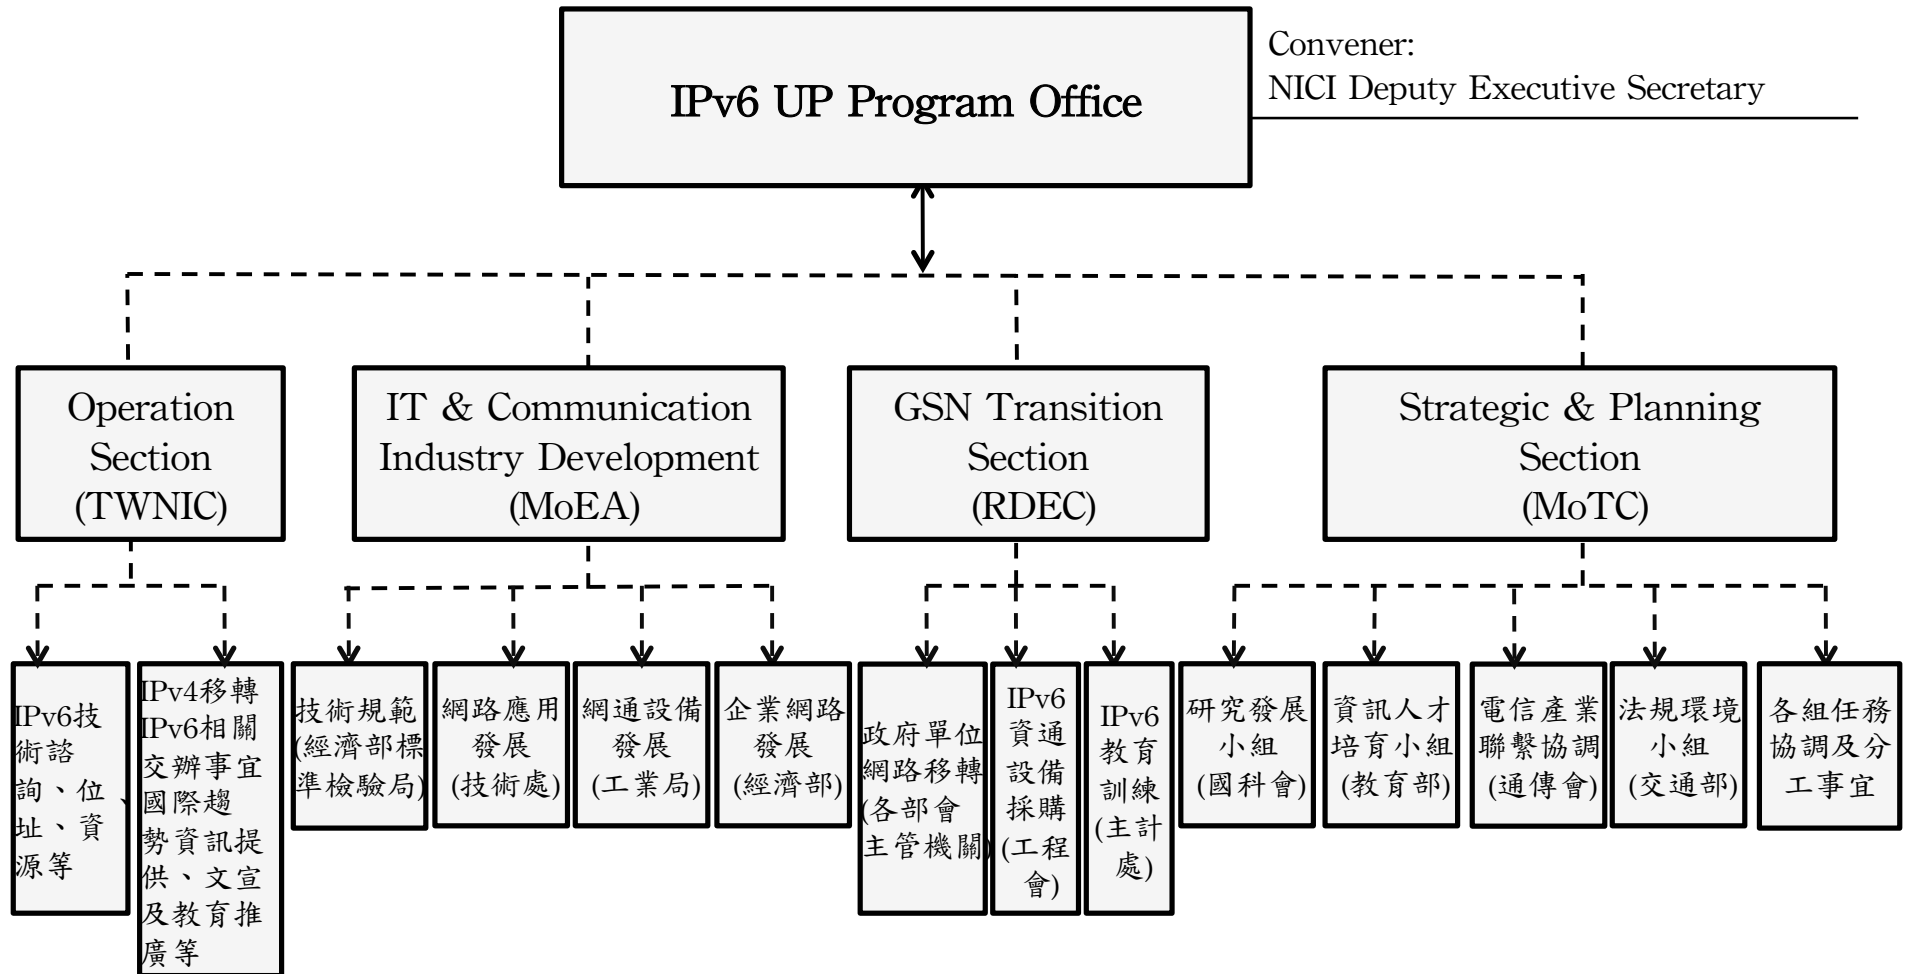 IPv6 UP Program Office
Convener:
NICI Deputy Executive Secretary
Operation
Section
(TWNIC)
IT & Communication
Industry Development
(MoEA)
GSN Transition
Section
(RDEC)
Strategic & Planning
Section
(MoTC)
IPv6技
術諮
詢、位、
址、資
源等
IPv4移轉
IPv6相關
交辦事宜
國際趨
勢資訊提
供、文宣
及教育推
廣等
技術規範
(經濟部標
準檢驗局)
網路應用
發展
(技術處)
網通設備
發展
(工業局)
企業網路
發展
(經濟部)
政府單位
網路移轉
(各部會
主管機關)
IPv6
資通
設備
採購
(工程
會)
IPv6
教育
訓練
(主計
處)
研究發展
小組
(國科會)
資訊人才
培育小組
(教育部)
電信產業
聯繫協調
(通傳會)
法規環境
小組
(交通部)
各組任務
協調及分
工事宜